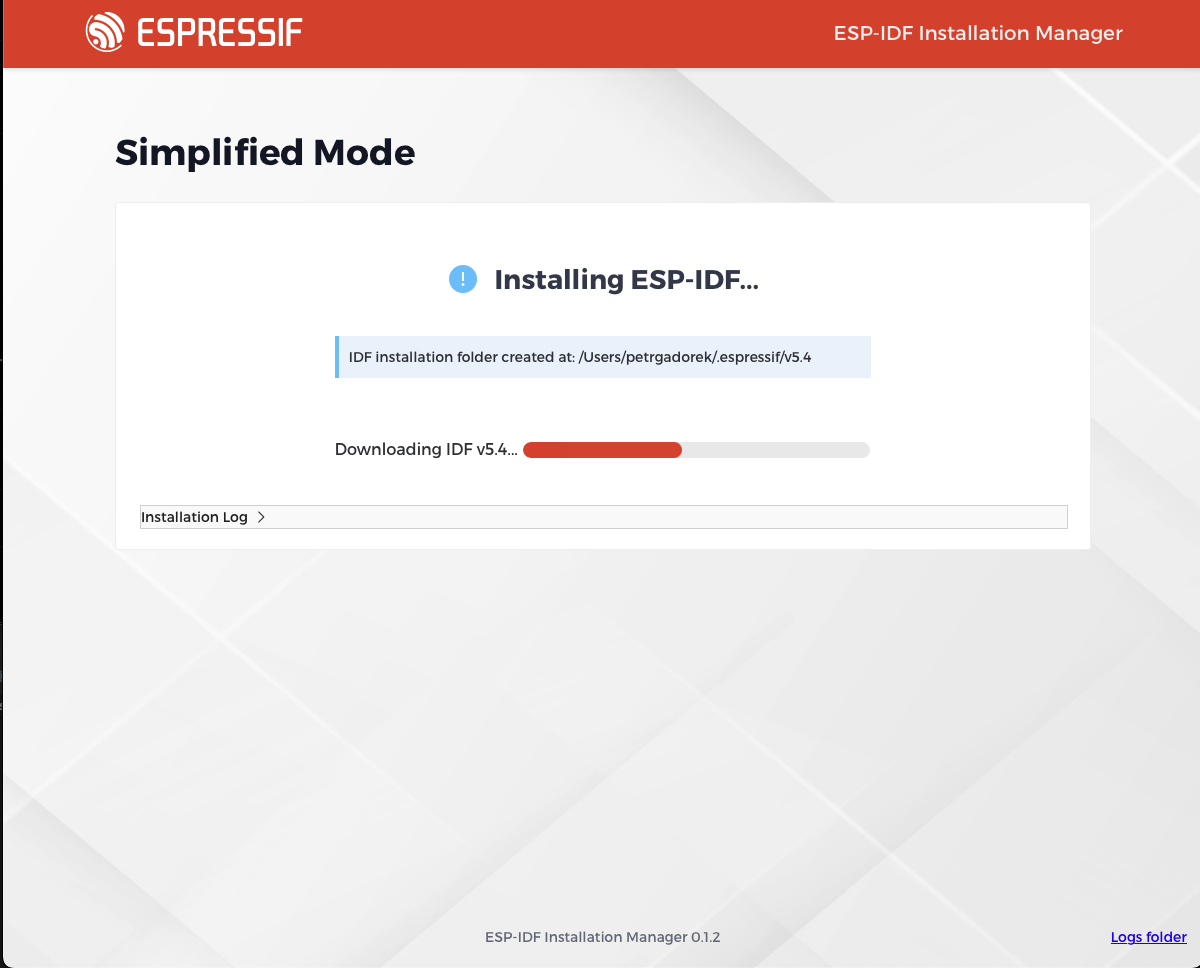 ESPRESSIF
ESP-IDF Installation Manager
Simplified Mode
! Installing ESP-IDF...
IDF installation folder created at: /Users/petrgadorek/.espressif/v5.4
Downloading IDF v5.4...
Installation Log >
ESP-IDF Installation Manager 0.1.2
Logs folder